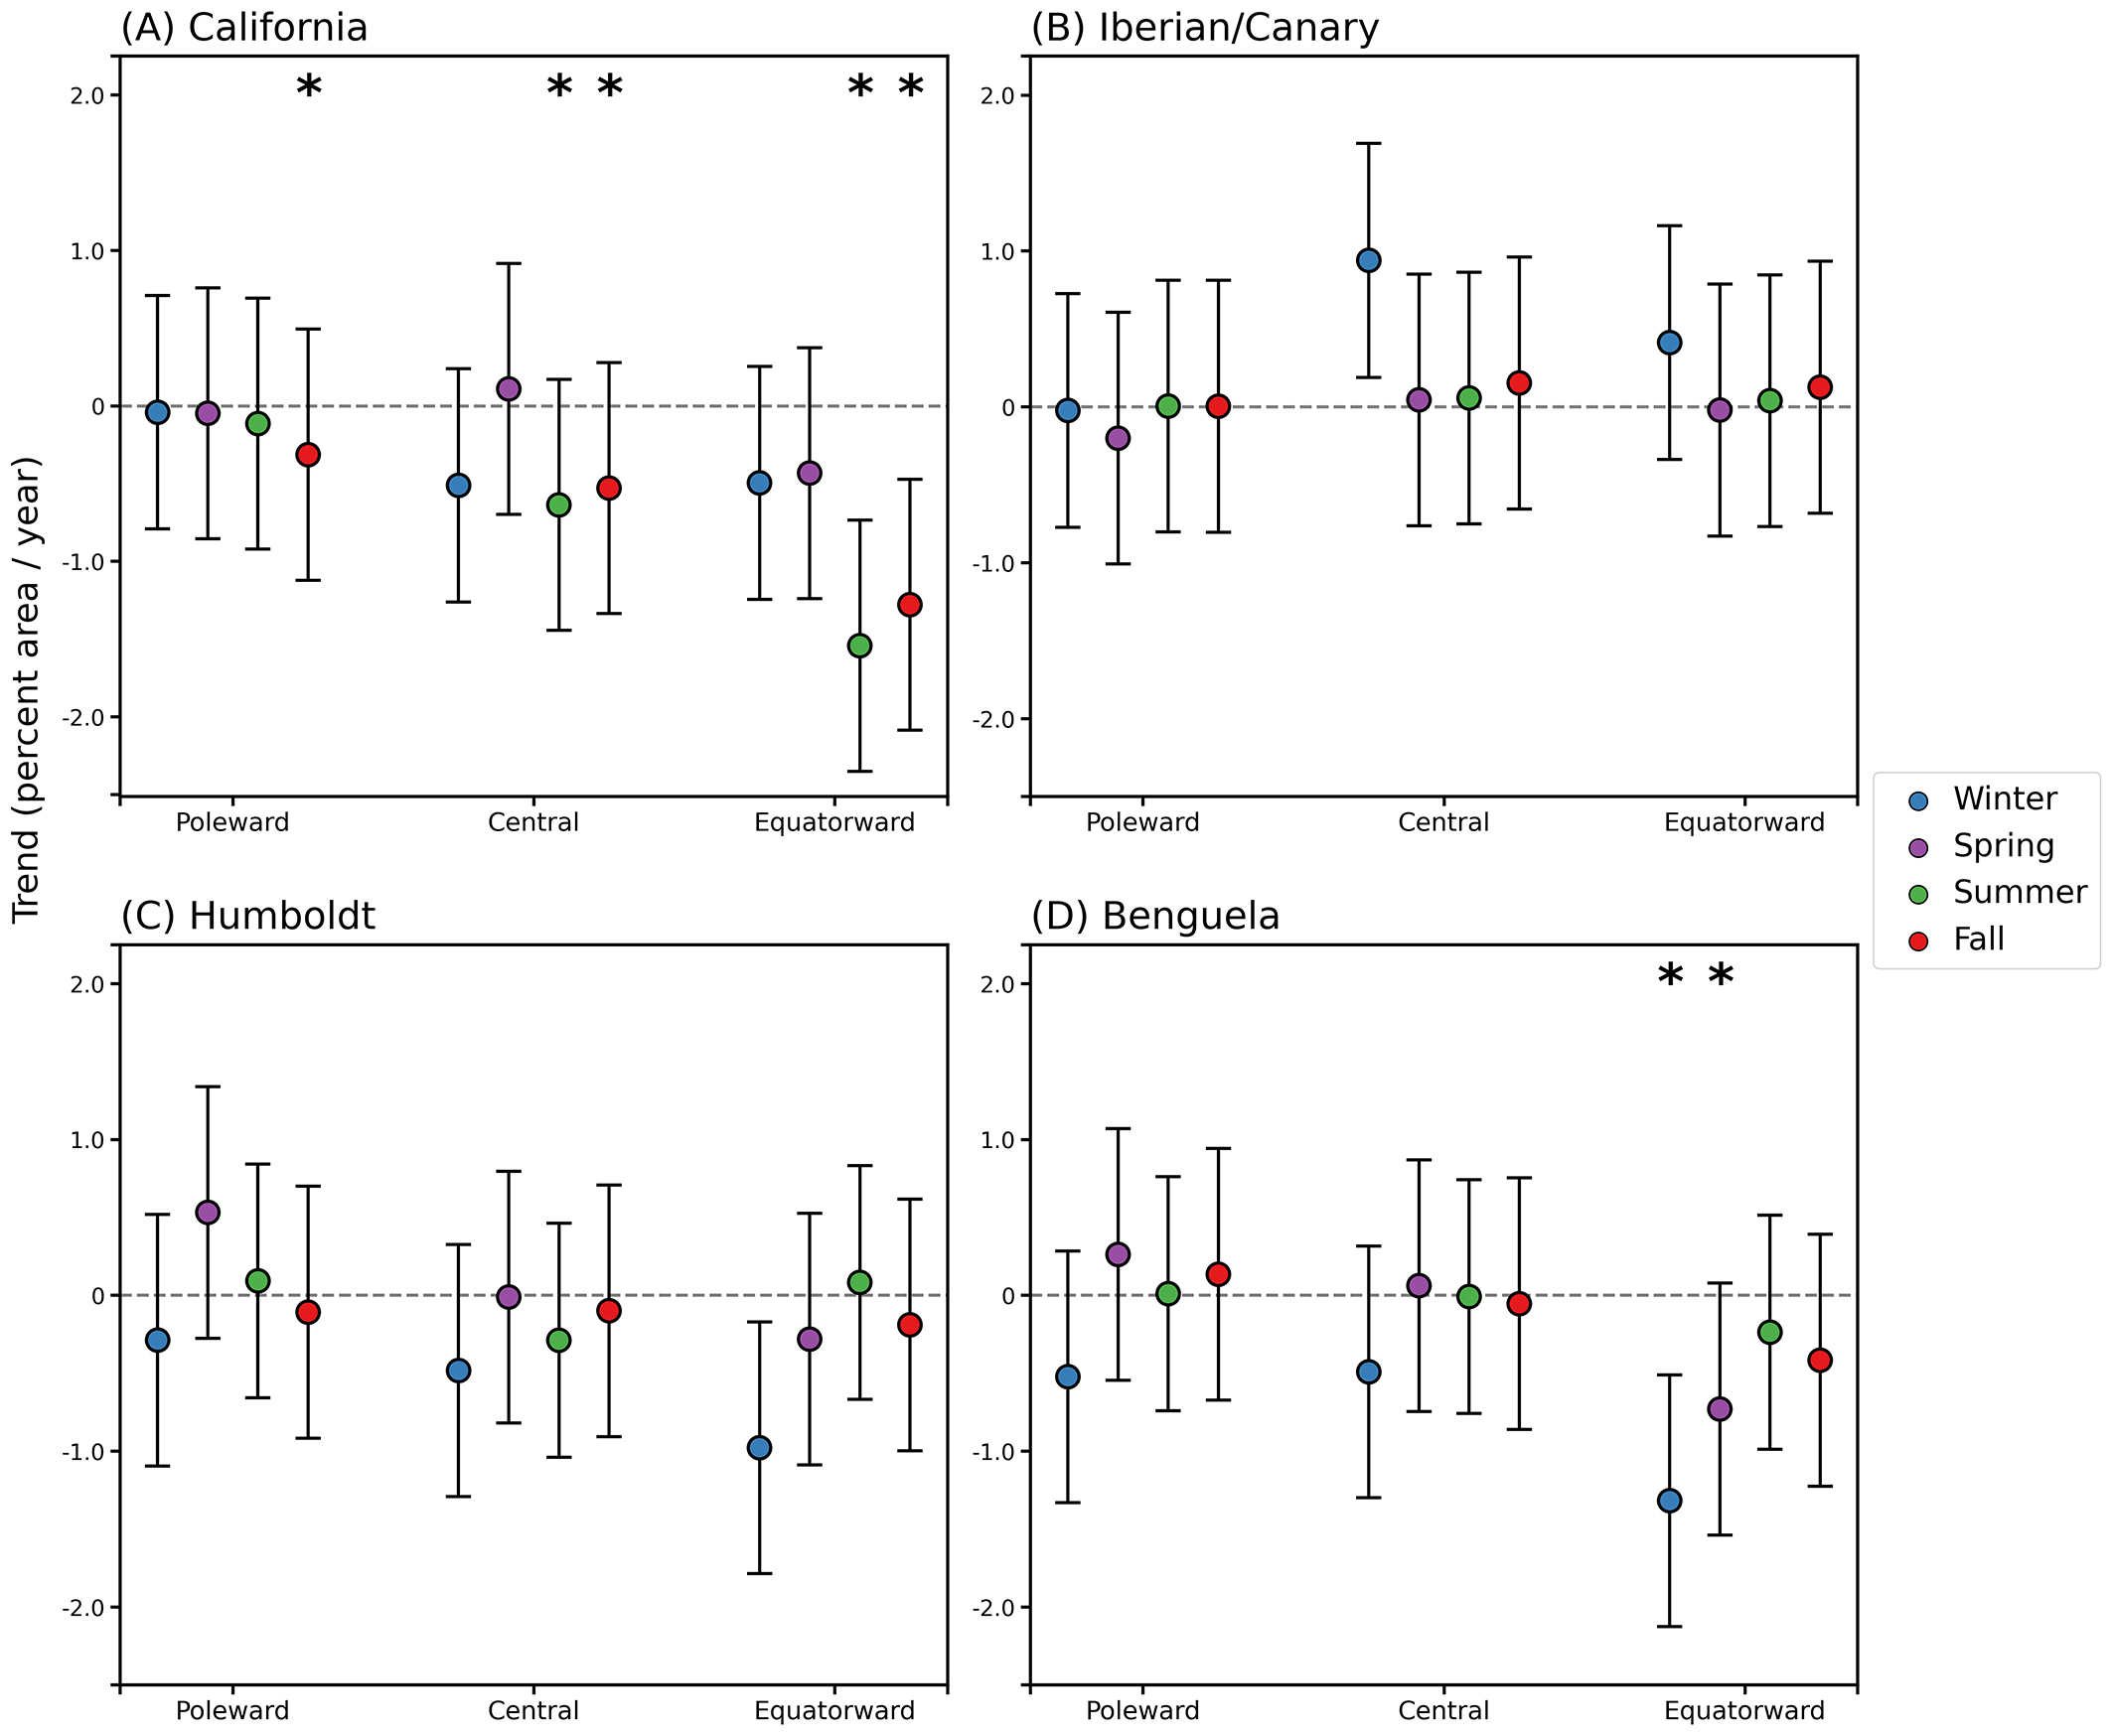 (A) California
* * * * *
2.0
1.0
0
-1.0
-2.0
Poleward Central Equatorward
(B) Iberian/Canary
2.0
1.0
0
-1.0
-2.0
Poleward Central Equatorward
Trend (percent area / year)
Winter
Spring
Summer
Fall
(C) Humboldt
2.0
1.0
0
-1.0
-2.0
Poleward Central Equatorward
(D) Benguela
* *
2.0
1.0
0
-1.0
-2.0
Poleward Central Equatorward